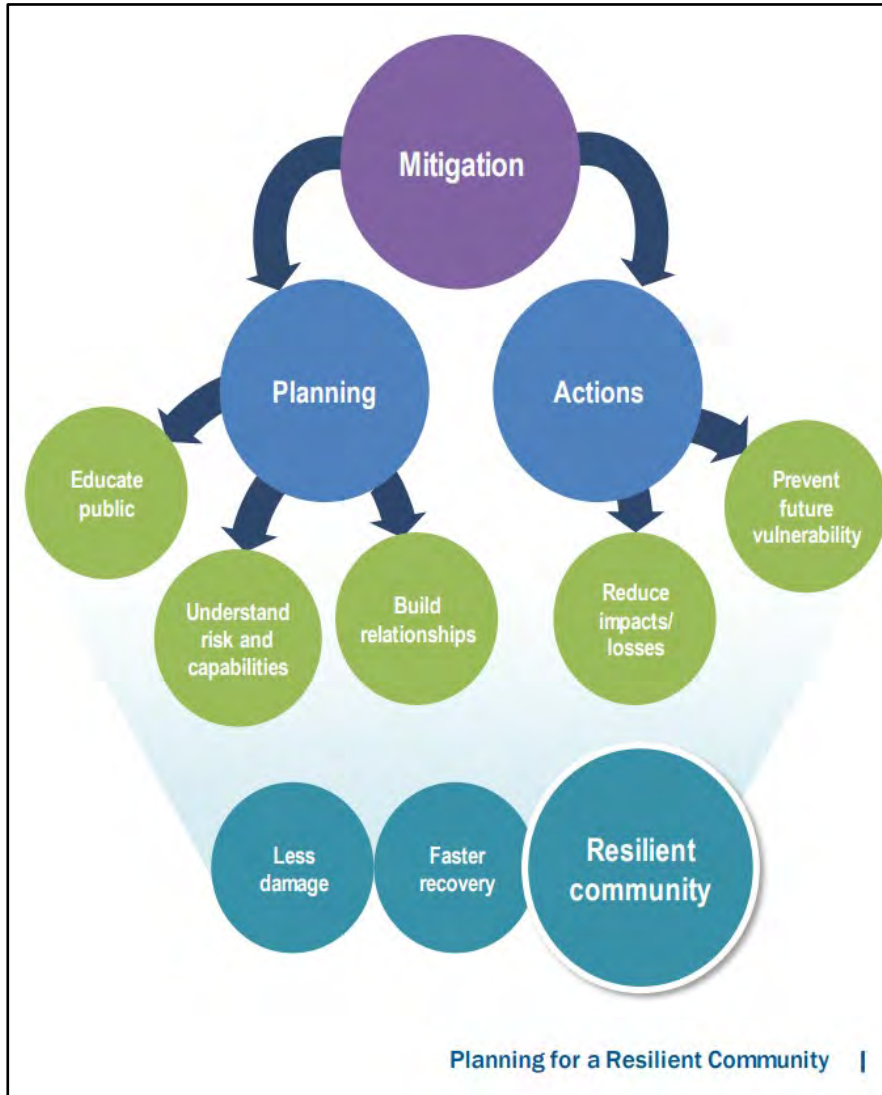 Mitigation
Planning
Actions
Educate
public
Understand
risk and
capabilities
Build
relationships
Reduce
impacts/
losses
Prevent
future
vulnerability
Less
damage
Faster
recovery
Resilient
community
Planning for a Resilient Community |